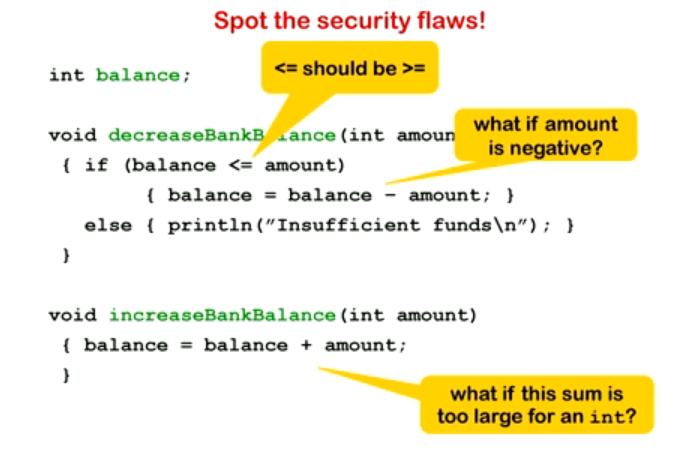 Spot the security flaws!
<= should be >=
int balance;
what if amount
is negative?
void decreaseBankB lance(int amoun
{ if (balance <= amount)
{ balance = balance - amount; }
else { println("Insufficient funds\n"); }
}
void increaseBankBalance(int amount)
{ balance = balance + amount;
}
what if this sum is
too large for an int?